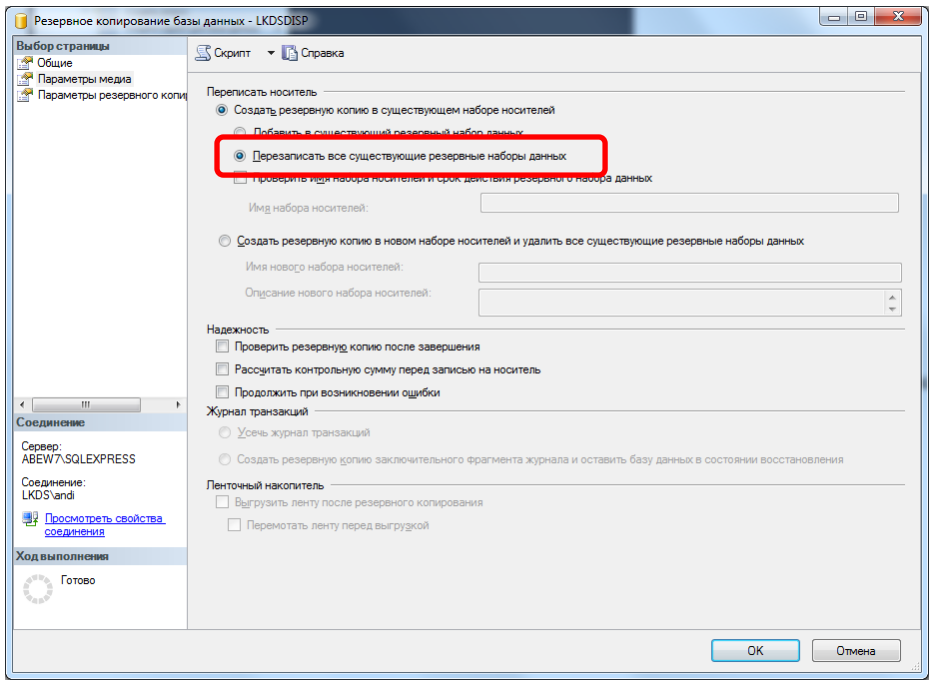 Резервное копирование базы данных - LKDSDISP
Выбор страницы
Общие
Параметры медиа
Параметры резервного копи
Скрипт Справка
Переписать носитель
Создать резервную копию в существующем наборе носителей
Добавить в существующий резервный набор данных
Перезаписать все существующие резервные наборы данных
Проверить имя набора носителей и срок действия резервного набора данных
Имя набора носителей:
Создать резервную копию в новом наборе носителей и удалить все существующие резервные наборы данных
Имя нового набора носителей:
Описание нового набора носителей:
Надежность
Проверить резервную копию после завершения
Рассчитать контрольную сумму перед записью на носитель
Продолжить при возникновении ошибки
Журнал транзакций
Усечь журнал транзакций
Создать резервную копию заключительного фрагмента журнала и оставить базу данных в состоянии восстановления
Ленточный накопитель
Выгрузить ленту после резервного копирования
Перемотать ленту перед выгрузкой
Соединение
Сервер:
ABEW7\SQLEXPRESS
Соединение:
LKDS\andi
Просмотреть свойства
соединения
Ход выполнения
Готово
OK Отмена